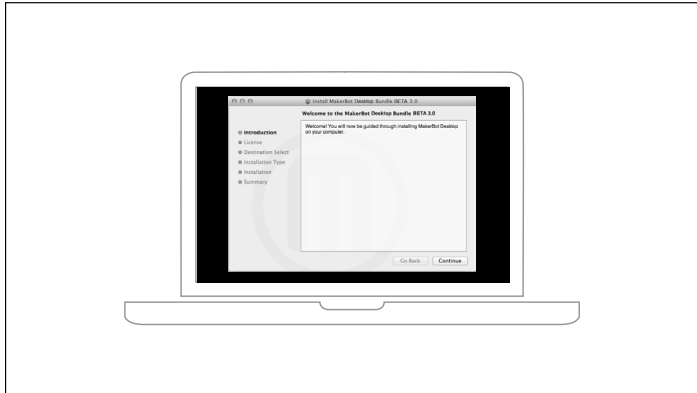 Install MakerBot Desktop Bundle BETA 3.0
Welcome to the MakerBot Desktop Bundle BETA 3.0
Welcome! You will now be guided through installing MakerBot Desktop
on your computer.
Introduction
License
Destination Select
Installation Type
Installation
Summary
Go Back Continue